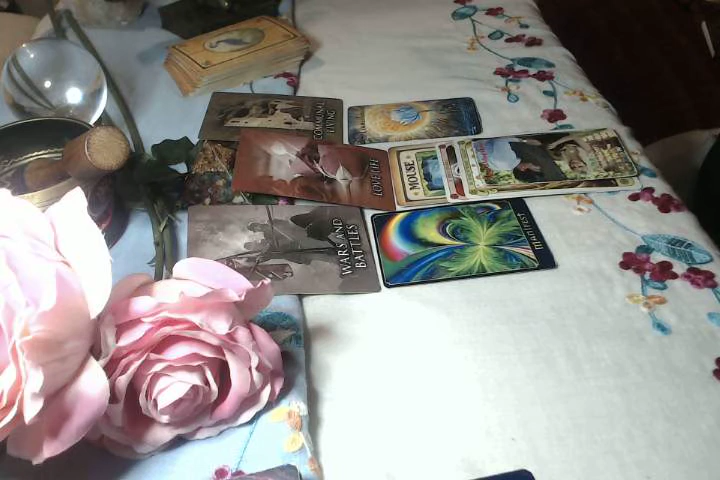 COMMUNAL
LIVING
LOVE LIFE
MOUSE
WARS AND
BATTLES
MANIFEST